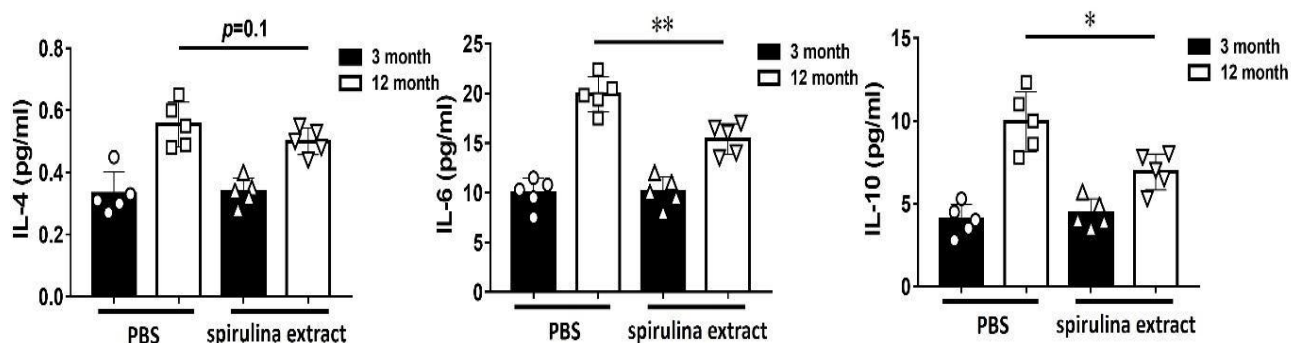 p=0.1
3 month
12 month
IL-4 (pg/ml)
0.8
0.6
0.4
0.2
0.0
PBS
spirulina extract
**
3 month
12 month
IL-6 (pg/ml)
25
20
15
10
5
0
PBS
spirulina extract
*
3 month
12 month
IL-10 (pg/ml)
15
10
5
0
PBS
spirulina extract